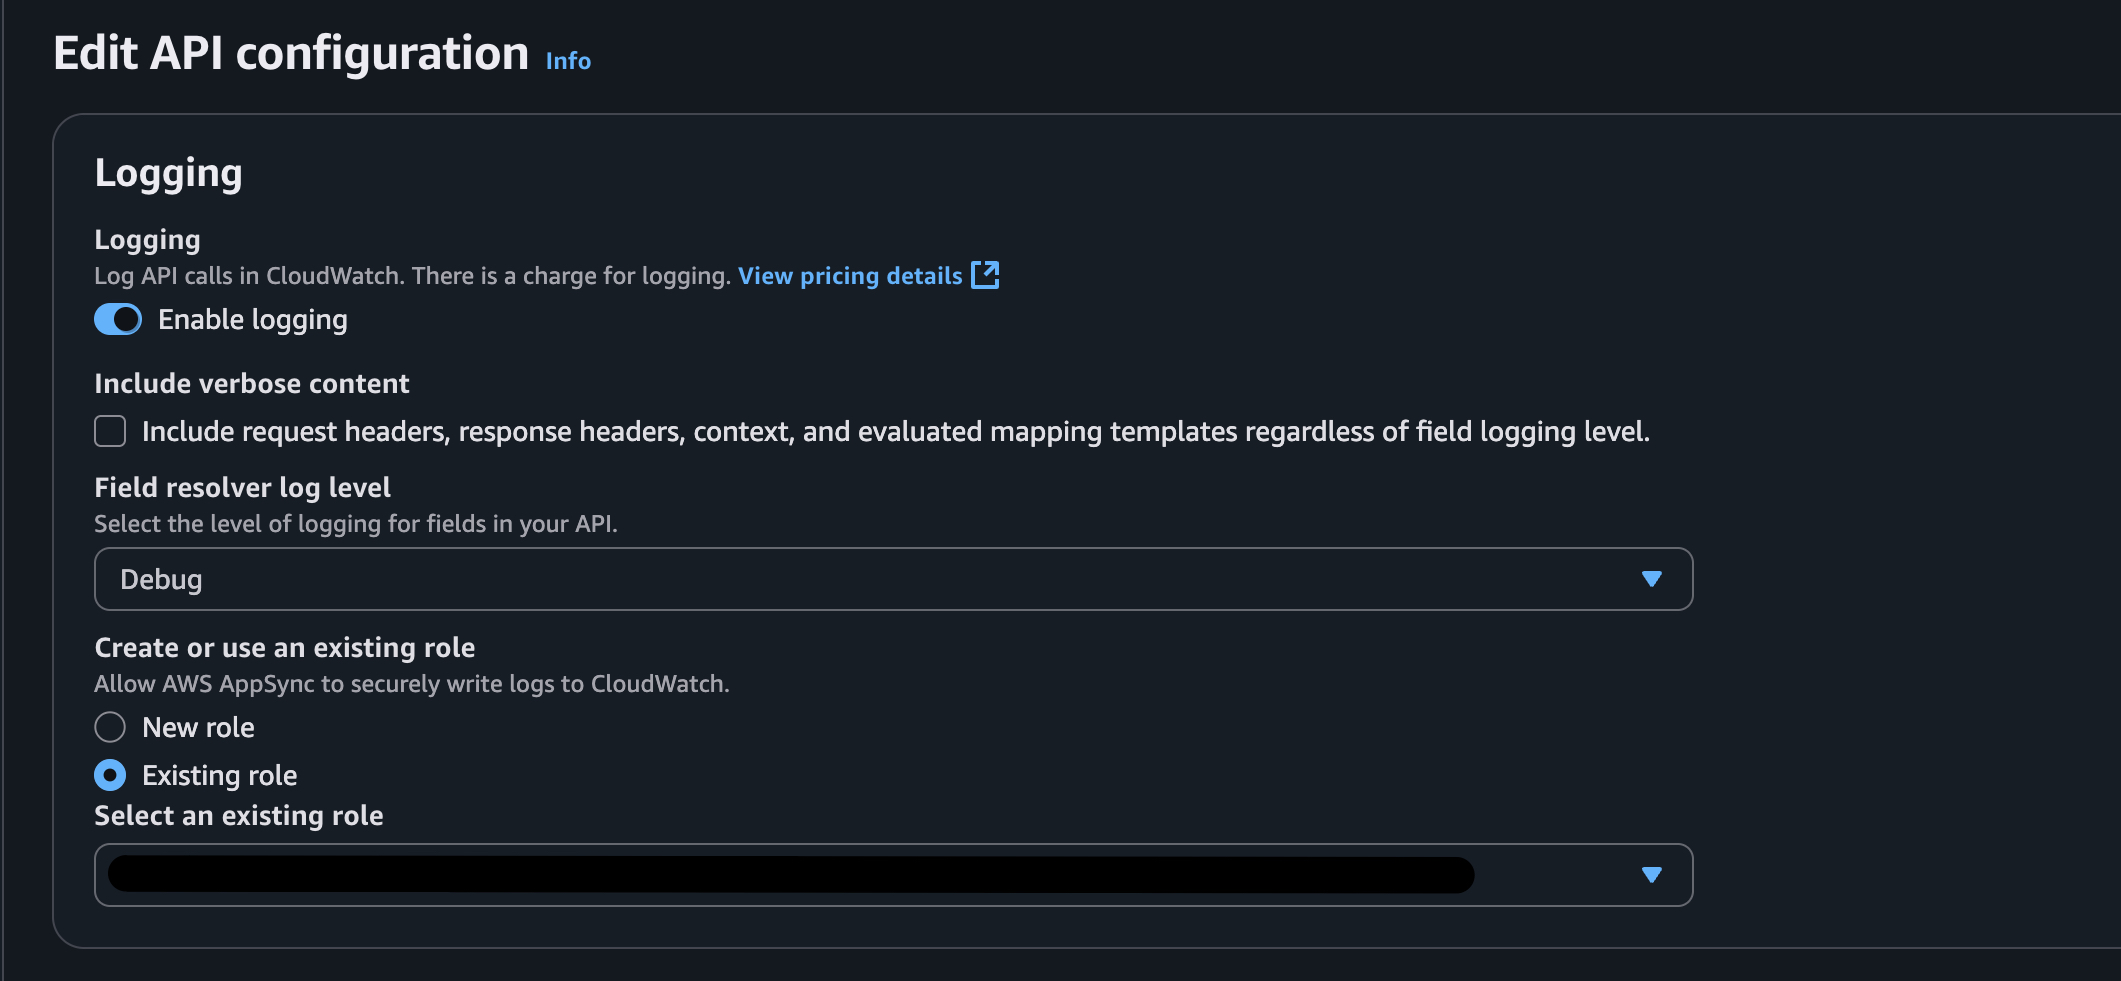 Edit API configuration Info
Logging
Logging
Log API calls in CloudWatch. There is a charge for logging. View pricing details
Enable logging
Include verbose content
Include request headers, response headers, context, and evaluated mapping templates regardless of field logging level.
Field resolver log level
Select the level of logging for fields in your API.
Debug
Create or use an existing role
Allow AWS AppSync to securely write logs to CloudWatch.
New role
Existing role
Select an existing role